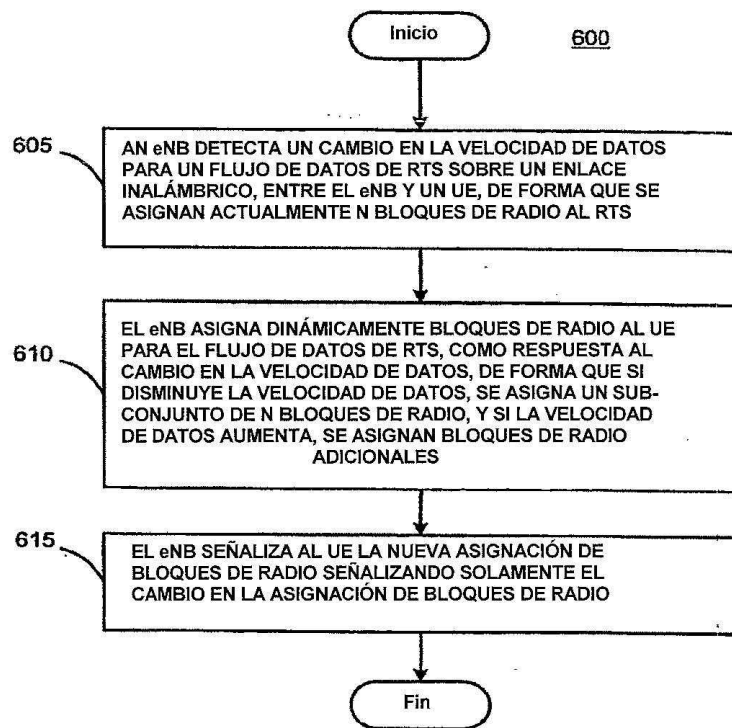 Inicio
600
605
AN eNB DETECTA UN CAMBIO EN LA VELOCIDAD DE DATOS
PARA UN FLUJO DE DATOS DE RTS SOBRE UN ENLACE
INALÁMBRICO, ENTRE EL eNB Y UN UE, DE FORMA QUE SE
ASIGNAN ACTUALMENTE N BLOQUES DE RADIO AL RTS
610
EL eNB ASIGNA DINÁMICAMENTE BLOQUES DE RADIO AL UE
PARA EL FLUJO DE DATOS DE RTS, COMO RESPUESTA AL
CAMBIO EN LA VELOCIDAD DE DATOS, DE FORMA QUE SI
DISMINUYE LA VELOCIDAD DE DATOS, SE ASIGNA UN SUB-
CONJUNTO DE N BLOQUES DE RADIO, Y SI LA VELOCIDAD
DE DATOS AUMENTA, SE ASIGNAN BLOQUES DE RADIO
ADICIONALES
615
EL eNB SEÑALIZA AL UE LA NUEVA ASIGNACIÓN DE
BLOQUES DE RADIO SEÑALIZANDO SOLAMENTE EL
CAMBIO EN LA ASIGNACIÓN DE BLOQUES DE RADIO
Fin